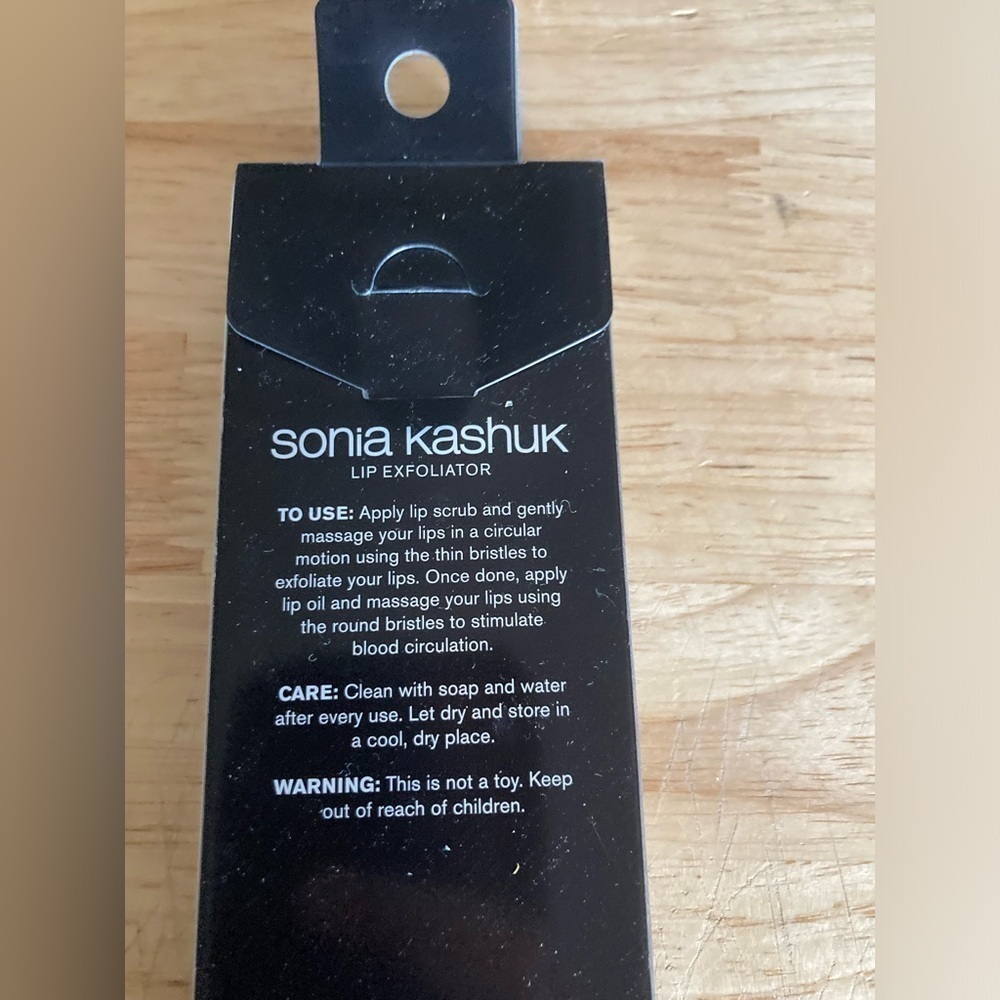 sonia kashuk
LIP EXFOLIATOR
TO USE: Apply lip scrub and gently
massage your lips in a circular
motion using the thin bristles to
exfoliate your lips. Once done, apply
lip oil and massage your lips using
the round bristles to stimulate
blood circulation.
CARE: Clean with soap and water
after every use. Let dry and store in
a cool, dry place.
WARNING: This is not a toy. Keep
out of reach of children.